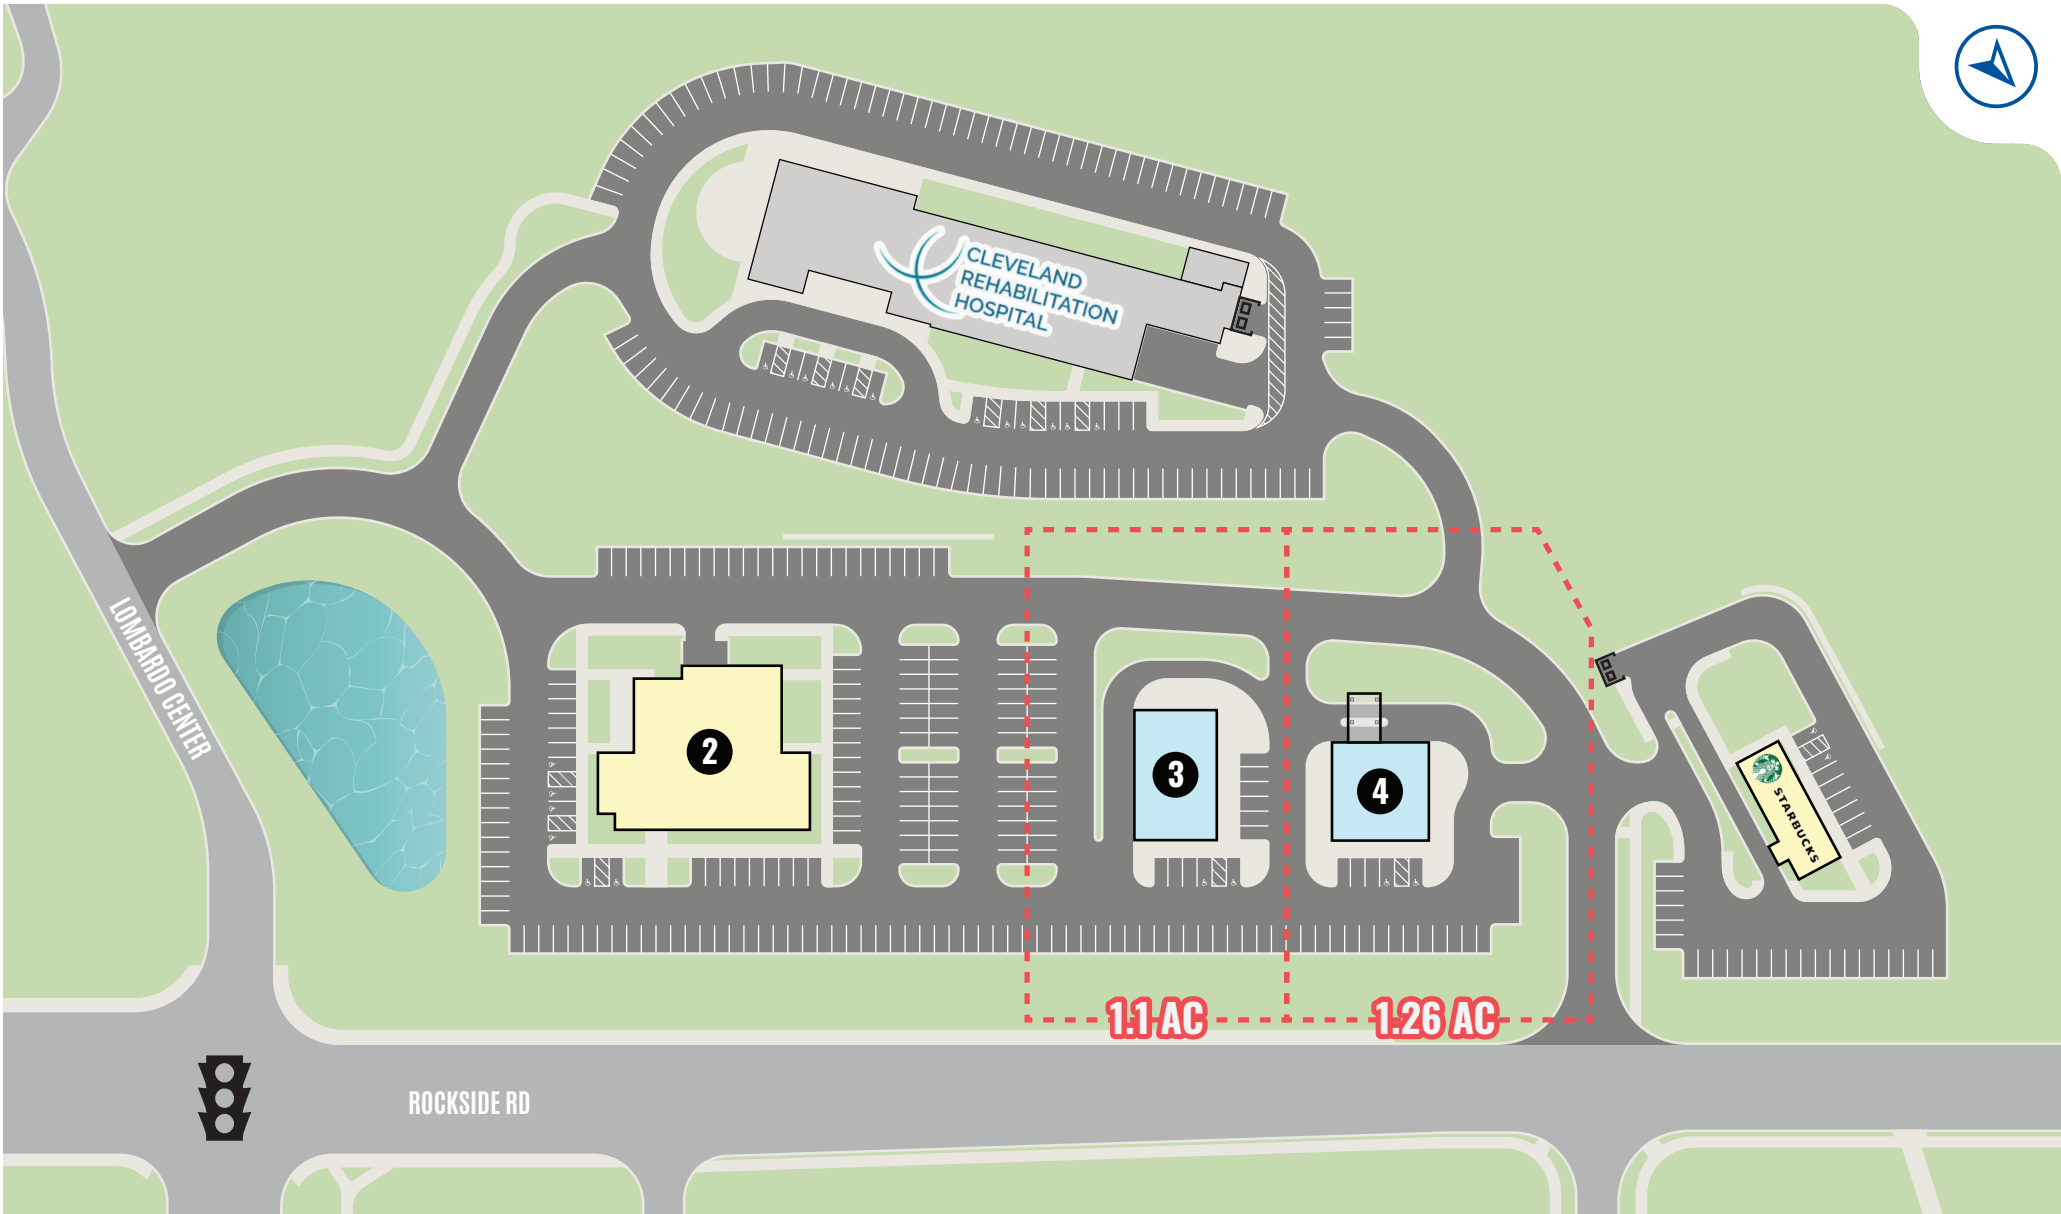 CLEVELAND
REHABILITATION
HOSPITAL
LOMBARDO CENTER
2
3
4
STARBUCKS
1.1 AC
1.26 AC
ROCKSIDE RD